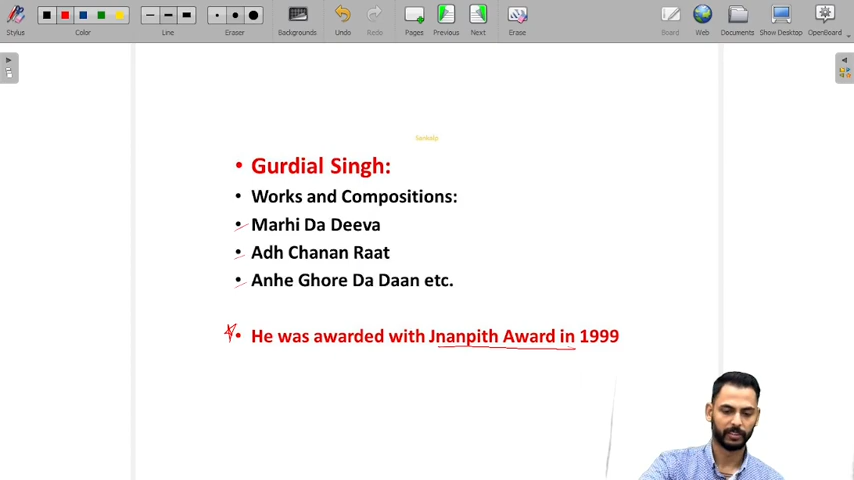 Stylus
Color
Line
Eraser
Backgrounds
Undo
Redo
Pages
Previous
Next
Erase
Board
Web
Documents
Show Desktop
OpenBoard
• Gurdial Singh:
• Works and Compositions:
• Marhi Da Deeva
• Adh Chanan Raat
• Anhe Ghore Da Daan etc.
• He was awarded with Jnanpith Award in 1999